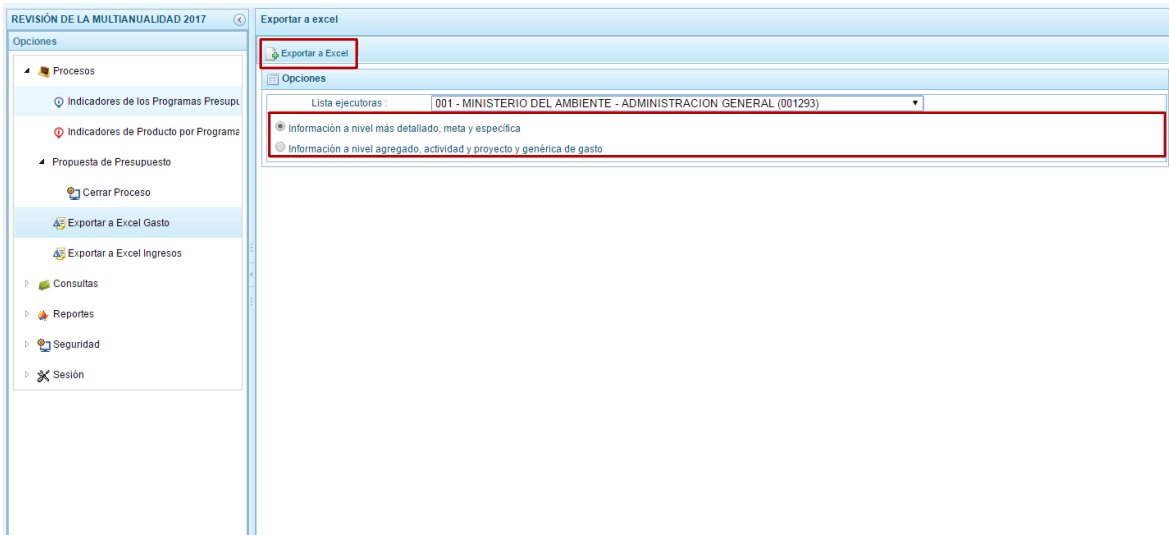 REVISIÓN DE LA MULTIANUALIDAD 2017
Opciones
Procesos
Indicadores de los Programas Presupu
Indicadores de Producto por Programa
Propuesta de Presupuesto
Cerrar Proceso
Exportar a Excel Gasto
Exportar a Excel Ingresos
Consultas
Reportes
Seguridad
Sesión
Exportar a excel
Exportar a Excel
Opciones
Lista ejecutoras :
001 - MINISTERIO DEL AMBIENTE - ADMINISTRACION GENERAL (001293)
Información a nivel más detallado, meta y específica
Información a nivel agregado, actividad y proyecto y genérica de gasto